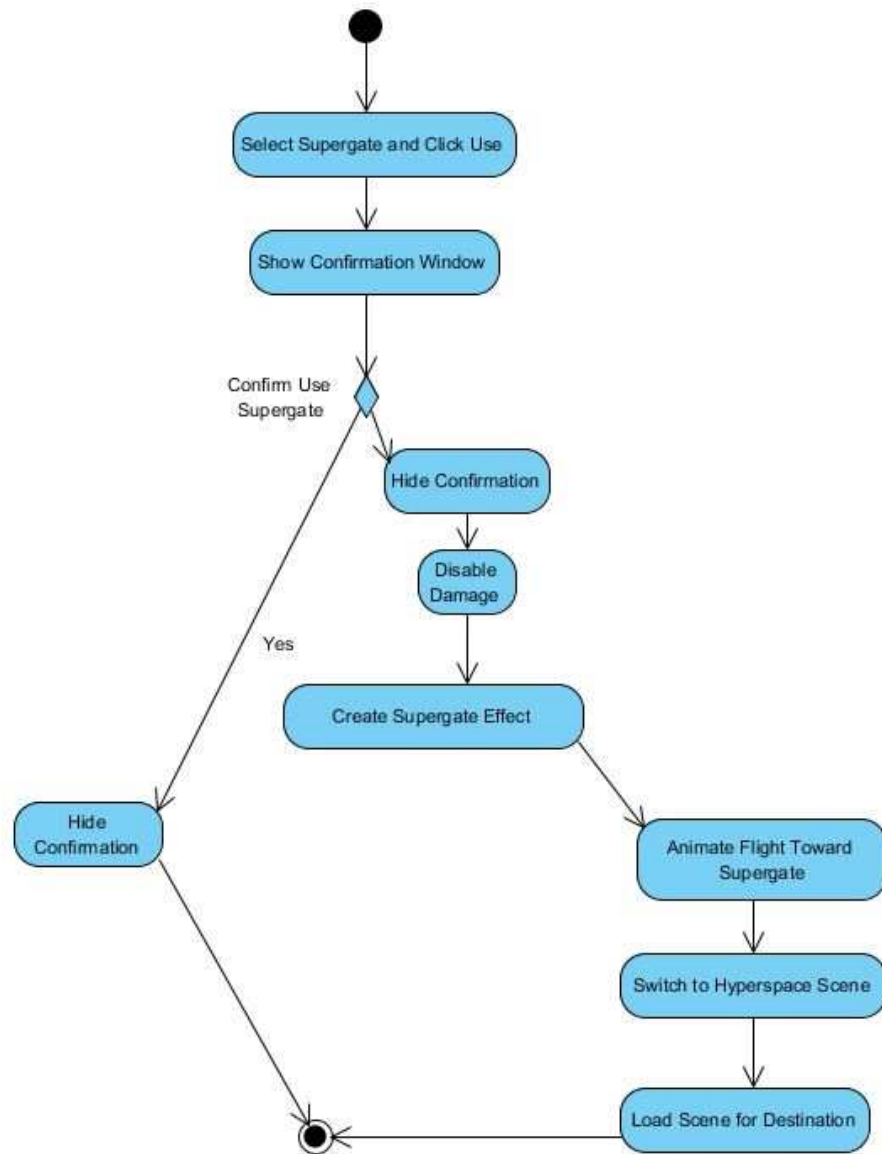 Select Supergate and Click Use
Show Confirmation Window
Confirm Use
Supergate
Hide Confirmation
Disable
Damage
Yes
Create Supergate Effect
Hide
Confirmation
Animate Flight Toward
Supergate
Switch to Hyperspace Scene
Load Scene for Destination